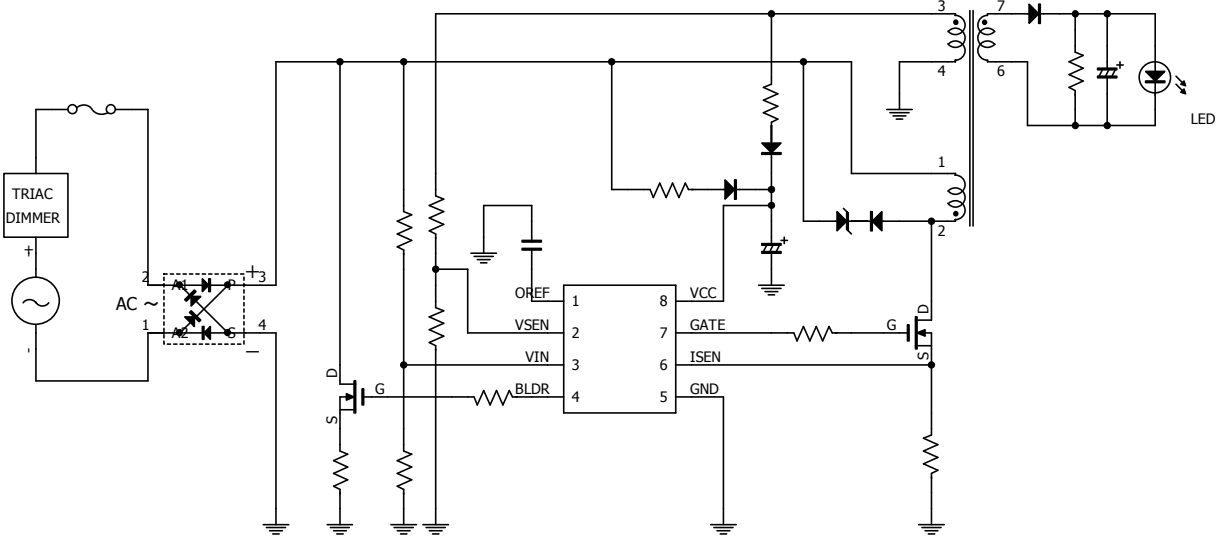 3
7
4
6
LED
1
2
TRIAC
DIMMER
+
-
AC ~
2
A1
P
+
3
1
A2
S
4
—
+
+
OREF
1
8
VCC
VSEN
2
7
GATE
VIN
3
6
ISEN
BLDR
4
5
GND
D
G
S
D
G
S